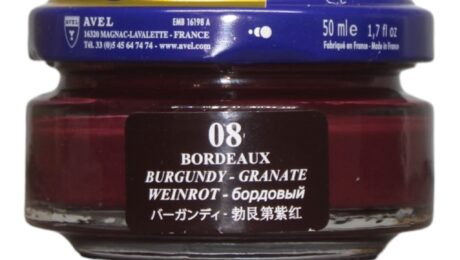 AVEL
EMB 16198 A
16320 MAGNAC-LAVALETTE - FRANCE
Tél. 33 (0)5 45 64 74 74 - www.avel.com
50 ml e 1,7 fl oz
Fabriqué en France - Made in France
08
BORDEAUX
BURGUNDY - GRANATE
WEINROT - бордовый
バーガンディ - 勃艮第紫红